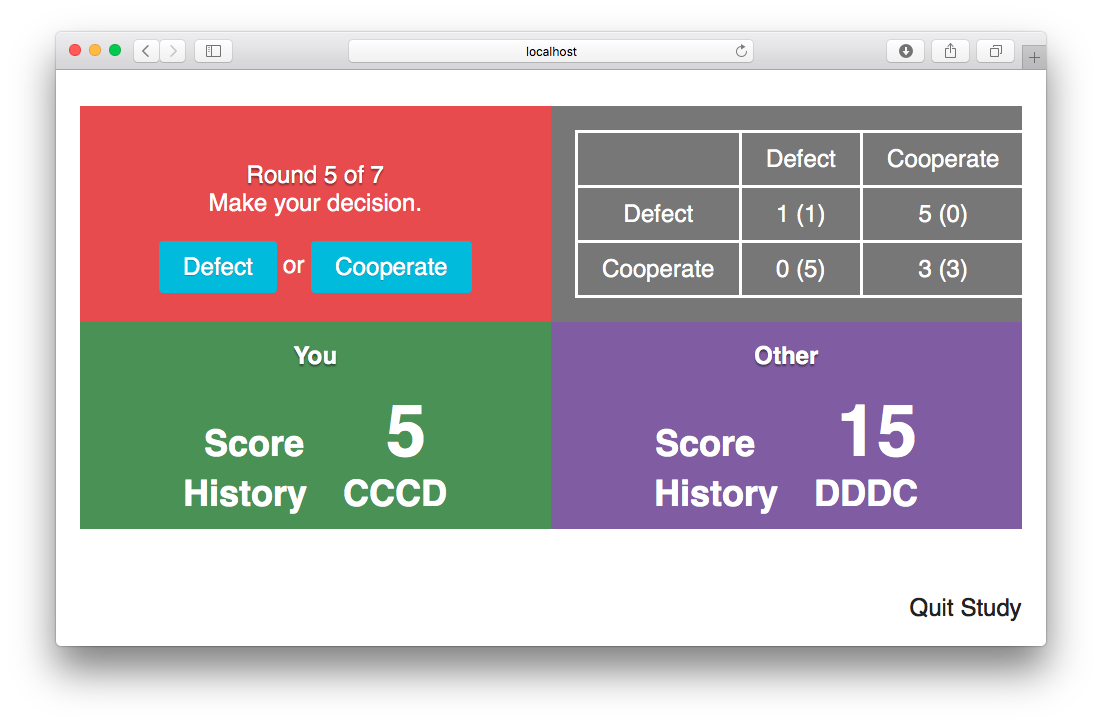 localhost
Round 5 of 7
Make your decision.
Defect or Cooperate
Defect Cooperate
Defect 1 (1) 5 (0)
Cooperate 0 (5) 3 (3)
You
Score 5
History CCCD
Other
Score 15
History DDDC
Quit Study